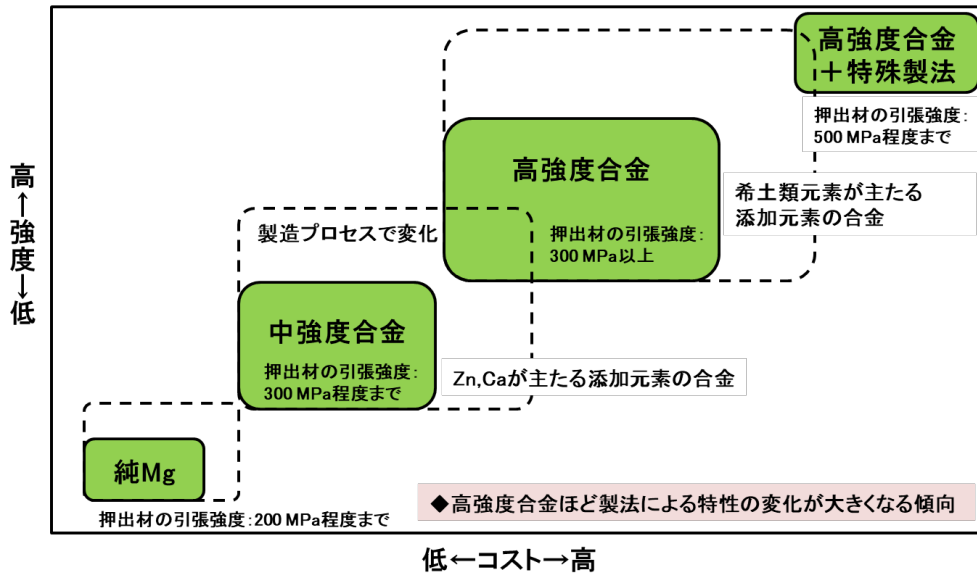 高強度合金
＋特殊製法
押出材の引張強度：
500 MPa程度まで
高強度合金
希土類元素が主たる
添加元素の合金
製造プロセスで変化
押出材の引張強度：
300 MPa以上
高←強度→低
中強度合金
押出材の引張強度：
300 MPa程度まで
Zn,Caが主たる添加元素の合金
純Mg
押出材の引張強度：200 MPa程度まで
◆高強度合金ほど製法による特性の変化が大きくなる傾向
低←コスト→高